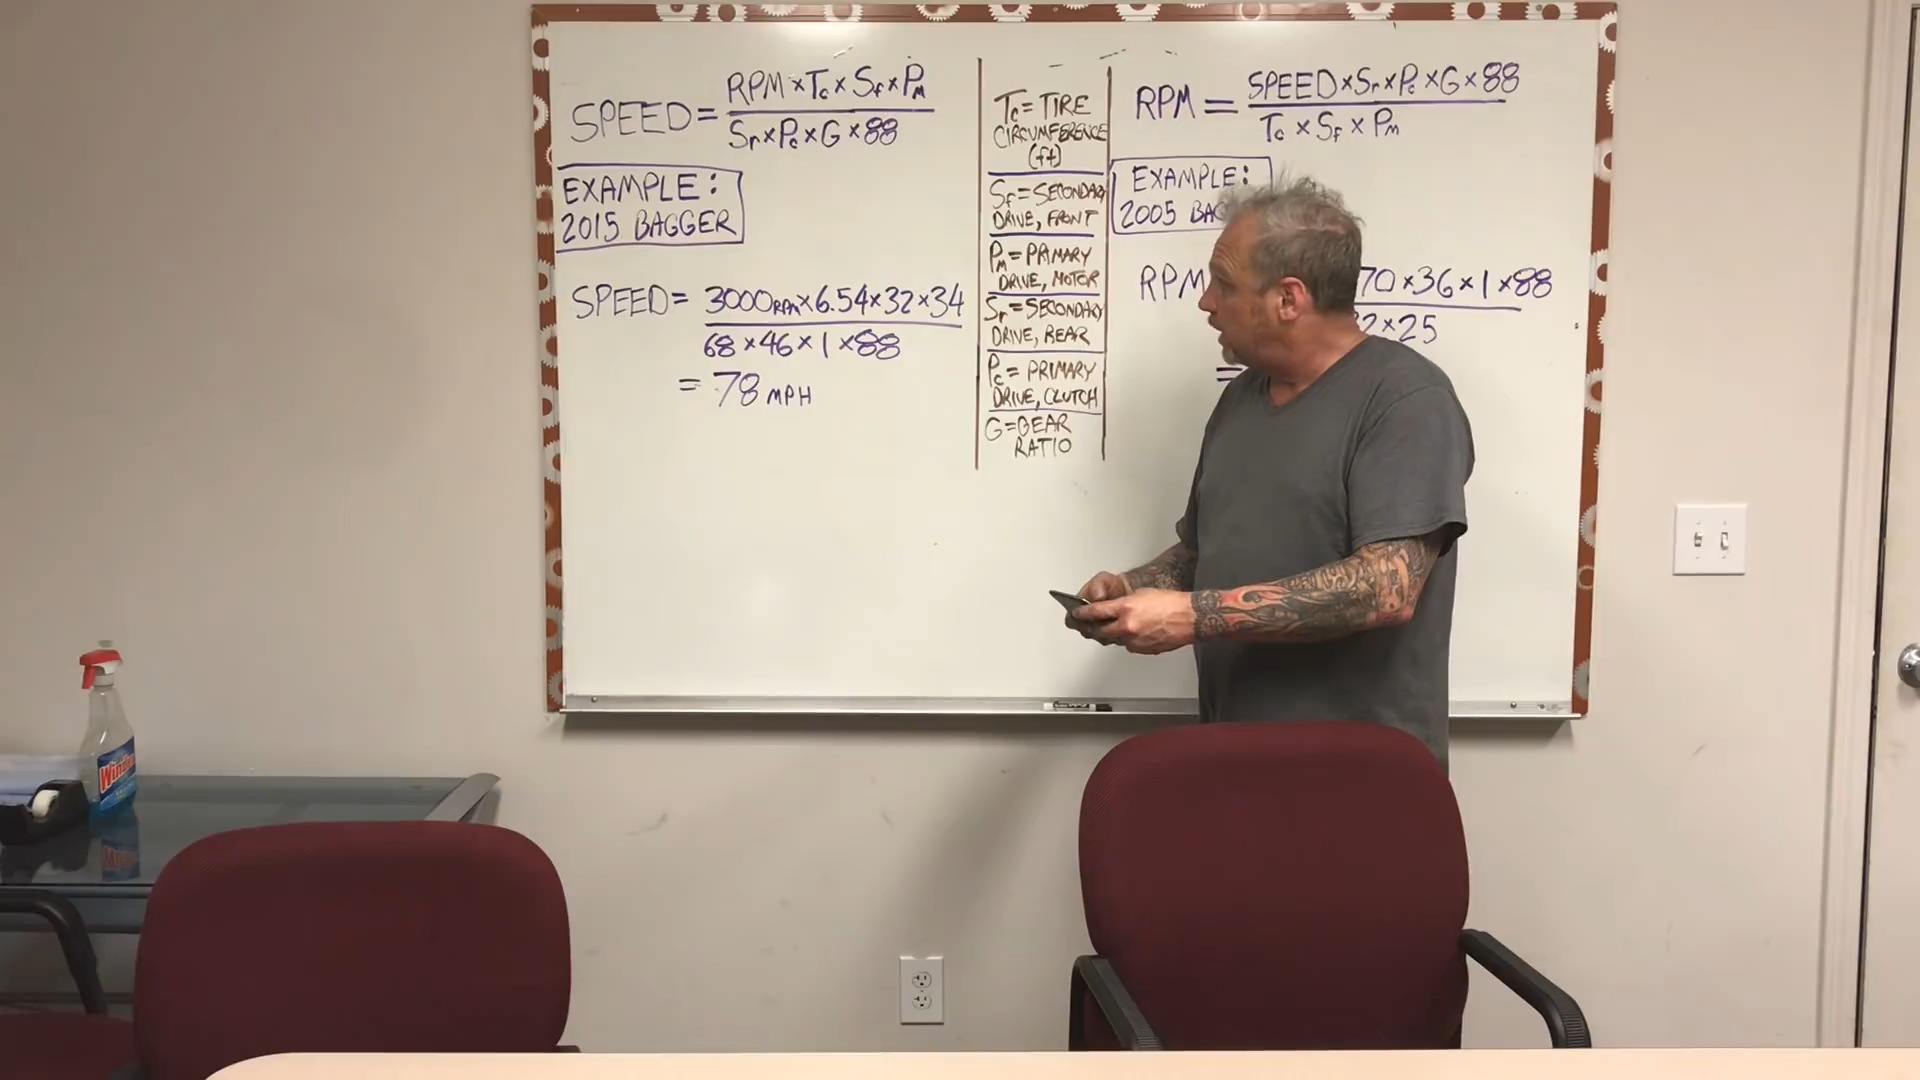 SPEED = RPM × Tc × Sf × PM
Sr × Pc × G × 88
EXAMPLE:
2015 BAGGER
SPEED = 3000RPM × 6.54 × 32 × 34
68 × 46 × 1 × 88
= 78 MPH
Tc = TIRE
CIRCUMFERENCE
(ft)
Sf = SECONDARY
DRIVE, FRONT
PM = PRIMARY
DRIVE, MOTOR
Sr = SECONDARY
DRIVE, REAR
Pc = PRIMARY
DRIVE, CLUTCH
G = GEAR
RATIO
RPM = SPEED × Sr × Pc × G × 88
Tc × Sf × PM
EXAMPLE:
2005
RPM 70 × 36 × 1 × 88
× 25
=
Windex